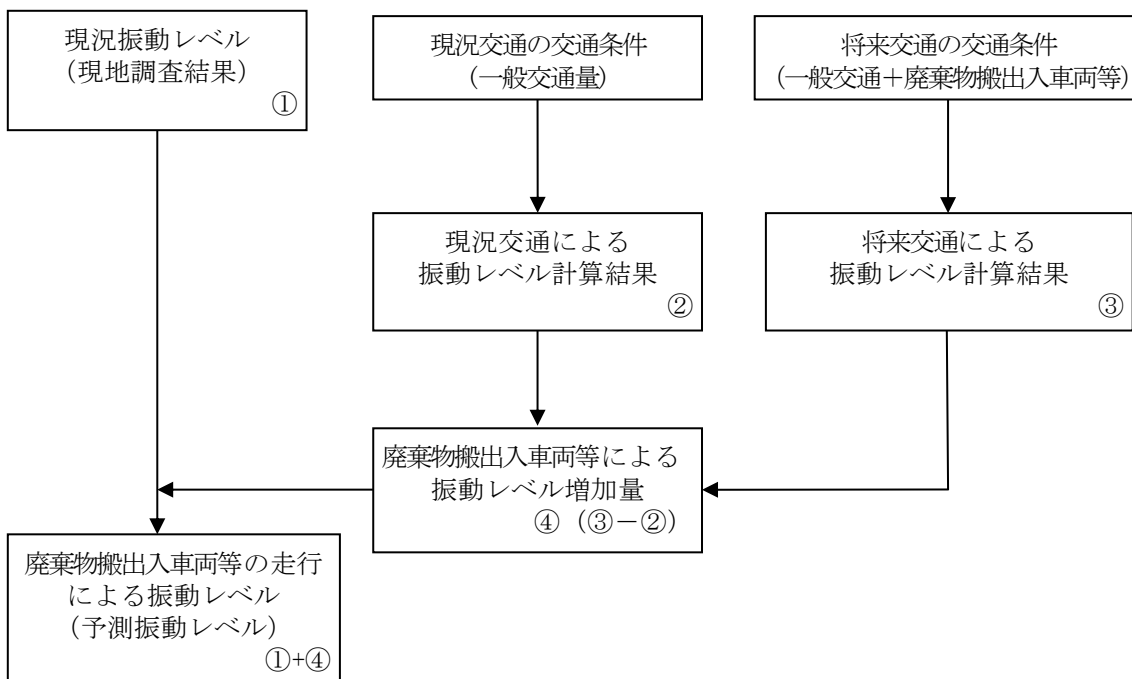 現況振動レベル
（現地調査結果）
①
現況交通の交通条件
（一般交通量）
将来交通の交通条件
（一般交通＋廃棄物搬出入車両等）
現況交通による
振動レベル計算結果
②
将来交通による
振動レベル計算結果
③
廃棄物搬出入車両等による
振動レベル増加量
④（③－②）
廃棄物搬出入車両等の走行
による振動レベル
（予測振動レベル）
①+④